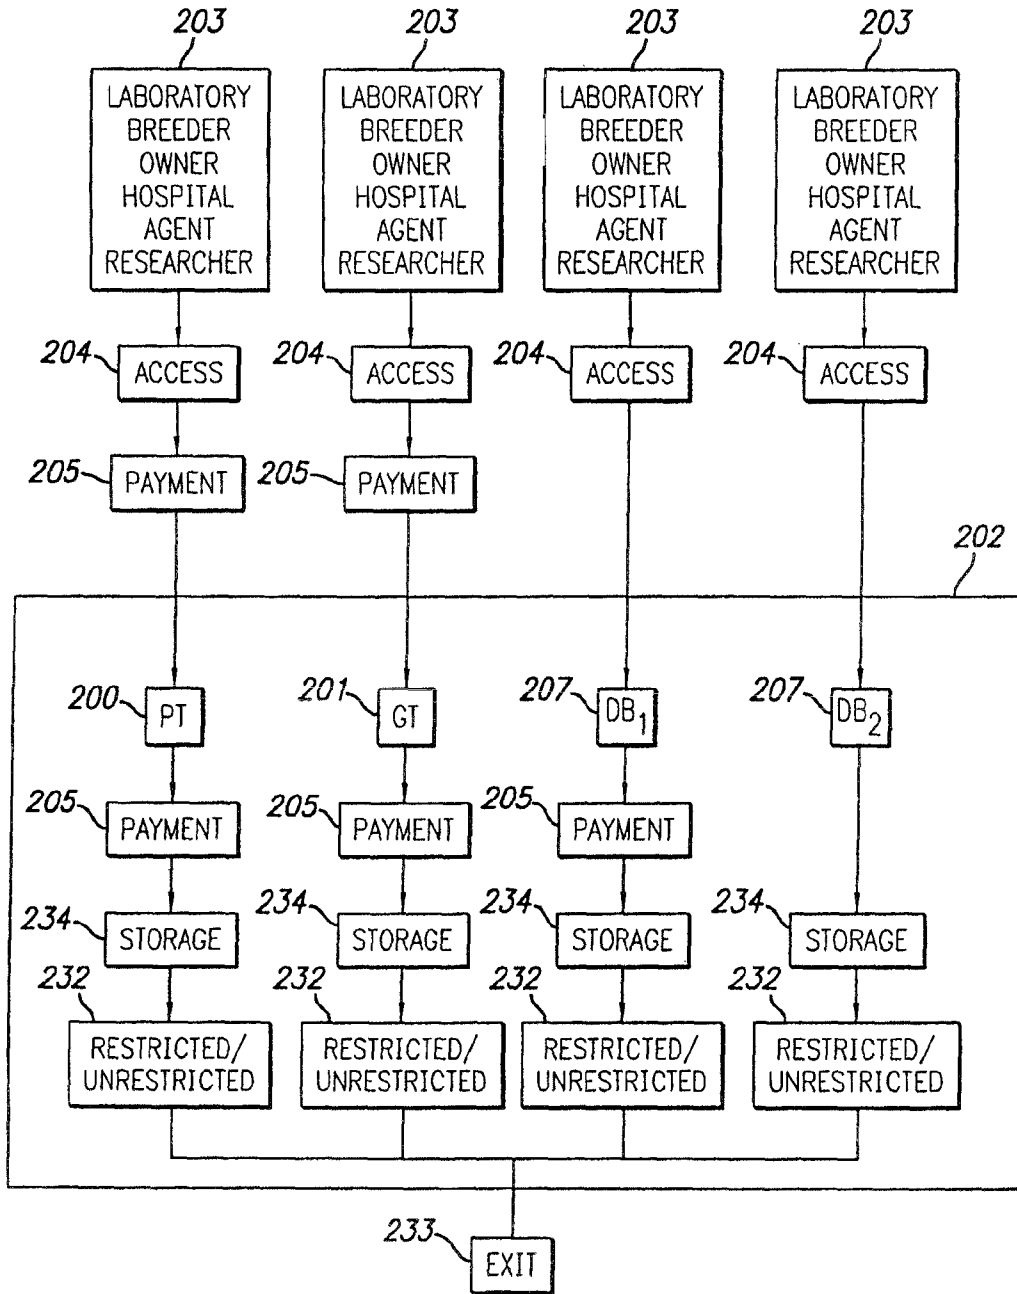 203 203 203 203
LABORATORY
BREEDER
OWNER
HOSPITAL
AGENT
RESEARCHER
LABORATORY
BREEDER
OWNER
HOSPITAL
AGENT
RESEARCHER
LABORATORY
BREEDER
OWNER
HOSPITAL
AGENT
RESEARCHER
LABORATORY
BREEDER
OWNER
HOSPITAL
AGENT
RESEARCHER
204 ACCESS 204 ACCESS 204 ACCESS 204 ACCESS
205 PAYMENT 205 PAYMENT
202
200 PT 201 GT 207 DB1 207 DB2
205 PAYMENT 205 PAYMENT 205 PAYMENT
234 STORAGE 234 STORAGE 234 STORAGE 234 STORAGE
232 232 232 232
RESTRICTED/
UNRESTRICTED
RESTRICTED/
UNRESTRICTED
RESTRICTED/
UNRESTRICTED
RESTRICTED/
UNRESTRICTED
233 EXIT